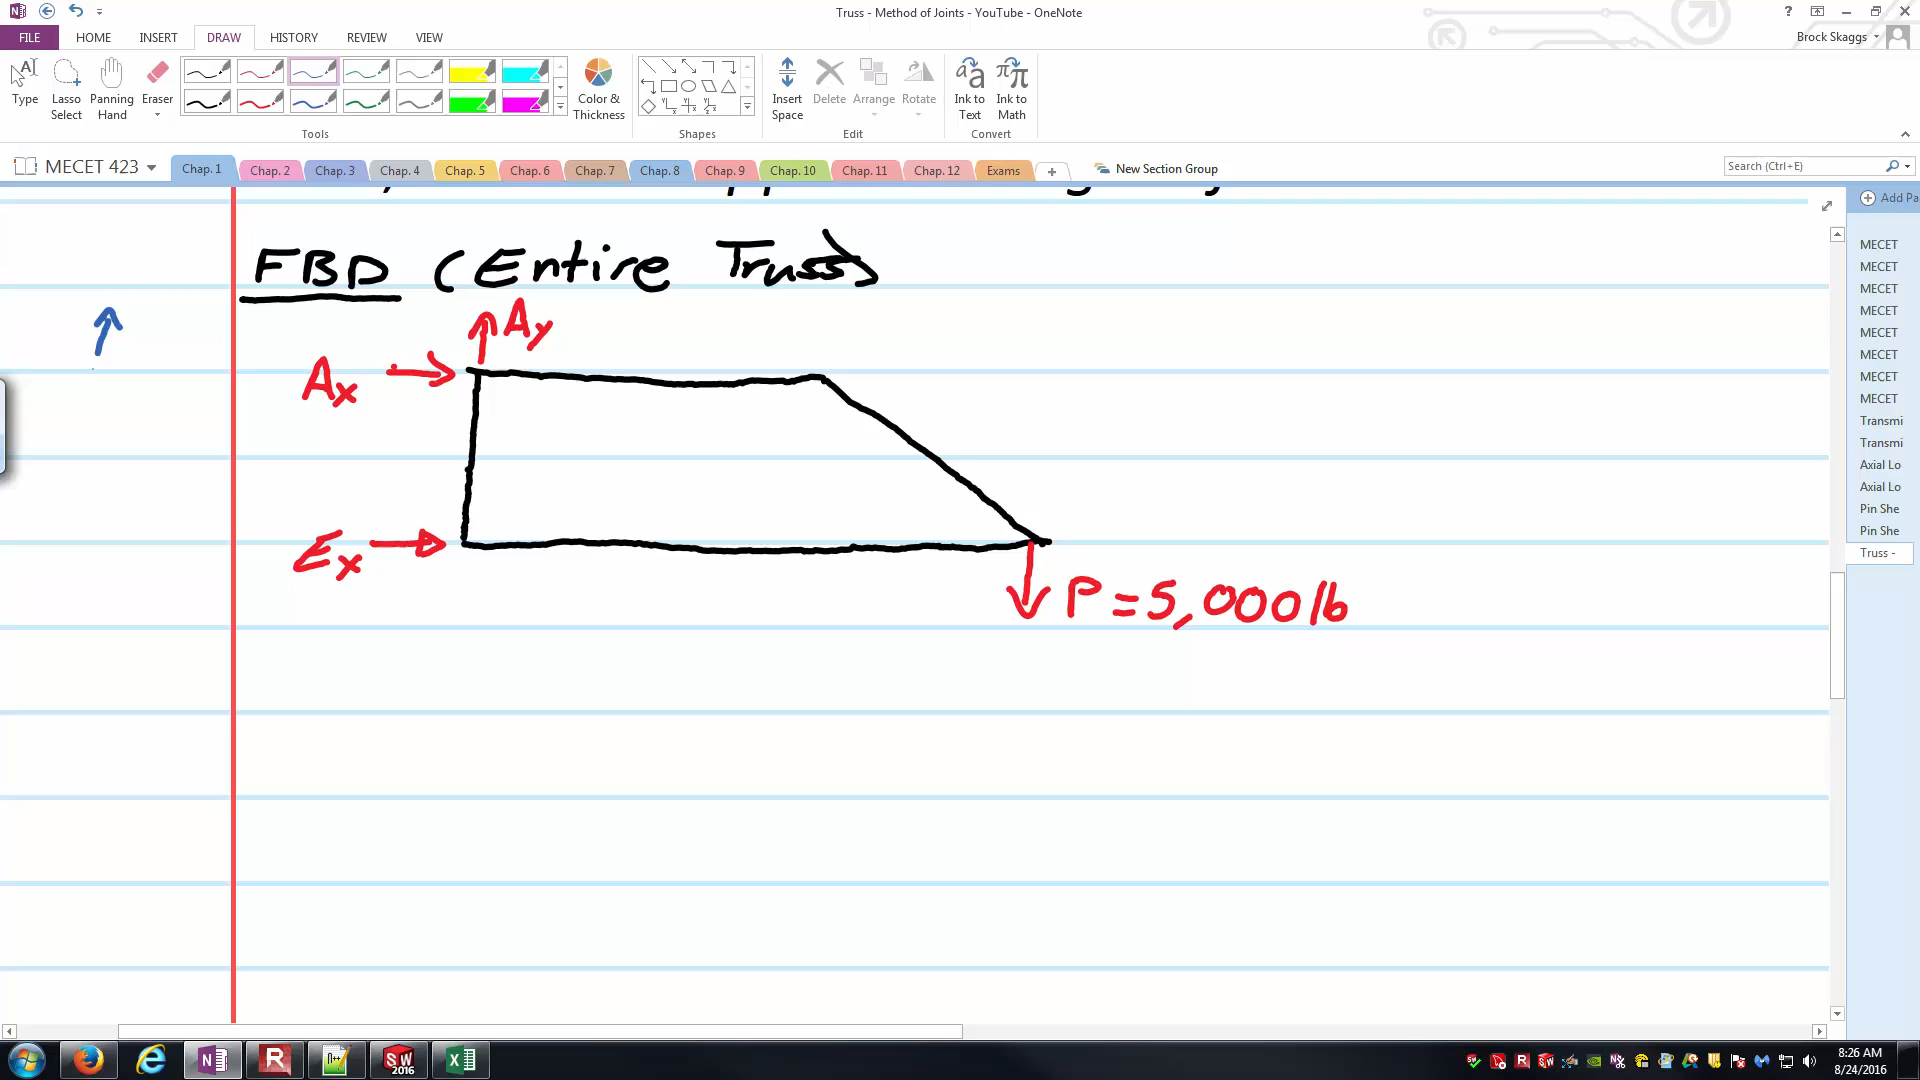 Truss - Method of Joints - YouTube - OneNote
FILE HOME INSERT DRAW HISTORY REVIEW VIEW
Brock Skaggs
Type
Lasso Select
Panning Hand
Eraser
Color & Thickness
Insert Space
Delete
Arrange
Rotate
Ink to Text
Ink to Math
Tools Shapes Edit Convert
MECET 423
Chap. 1 Chap. 2 Chap. 3 Chap. 4 Chap. 5 Chap. 6 Chap. 7 Chap. 8 Chap. 9 Chap. 10 Chap. 11 Chap. 12 Exams
New Section Group
Search (Ctrl+E)
Add Pa
MECET
MECET
MECET
MECET
MECET
MECET
MECET
MECET
Transmi
Transmi
Axial Lo
Axial Lo
Pin She
Pin She
Truss -
FBD (Entire Truss)
Ay
Ax
Ex
P = 5,000 lb
SW 2016
8:26 AM
8/24/2016